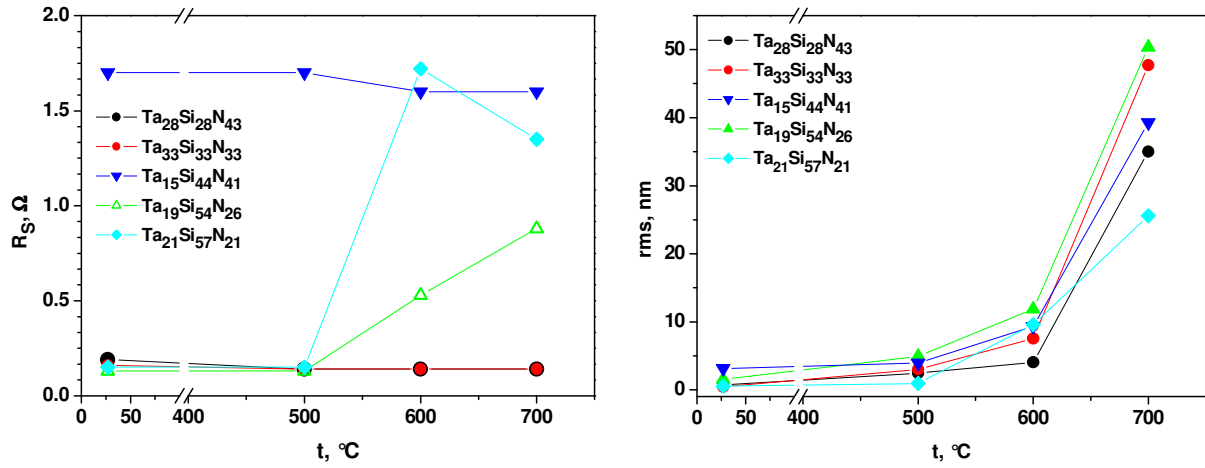 2.0
1.5
1.0
0.5
0.0
R_S, Ω
Ta28Si28N43
Ta33Si33N33
Ta15Si44N41
Ta19Si54N26
Ta21Si57N21
0 50 400 500 600 700
t, °C
50
40
30
20
10
0
rms, nm
Ta28Si28N43
Ta33Si33N33
Ta15Si44N41
Ta19Si54N26
Ta21Si57N21
0 50 400 500 600 700
t, °C